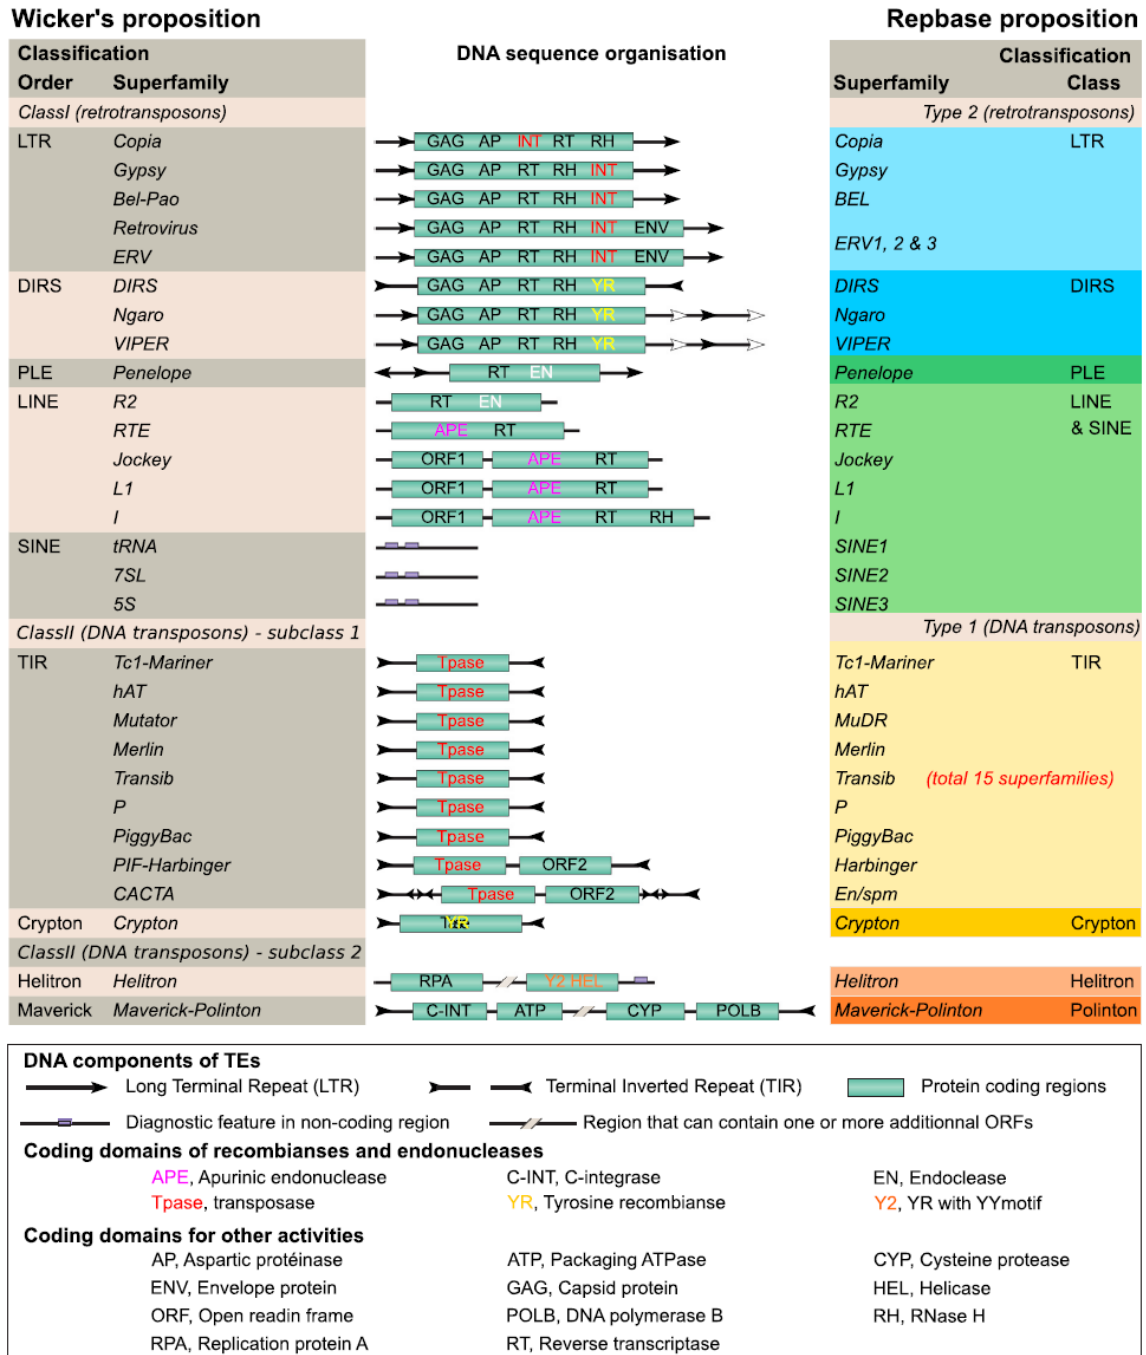 Wicker's proposition Repbase proposition
Classification DNA sequence organisation Classification
Order Superfamily Superfamily Class
ClassI (retrotransposons) Type 2 (retrotransposons)
LTR Copia GAG AP INT RT RH Copia LTR
Gypsy GAG AP RT RH INT Gypsy
Bel-Pao GAG AP RT RH INT BEL
Retrovirus GAG AP RT RH INT ENV
ERV1, 2 & 3
ERV GAG AP RT RH INT ENV
DIRS DIRS GAG AP RT RH YR DIRS DIRS
Ngaro GAG AP RT RH YR Ngaro
VIPER GAG AP RT RH YR VIPER
PLE Penelope RT EN Penelope PLE
LINE R2 RT EN R2 LINE
RTE APE RT RTE & SINE
Jockey ORF1 APE RT Jockey
L1 ORF1 APE RT L1
I ORF1 APE RT RH I
SINE tRNA SINE1
7SL SINE2
5S SINE3
ClassII (DNA transposons) - subclass 1 Type 1 (DNA transposons)
TIR Tc1-Mariner Tpase Tc1-Mariner TIR
hAT Tpase hAT
Mutator Tpase MuDR
Merlin Tpase Merlin
Transib Tpase Transib (total 15 superfamilies)
P Tpase P
PiggyBac Tpase PiggyBac
PIF-Harbinger Tpase ORF2 Harbinger
CACTA Tpase ORF2 En/spm
Crypton Crypton YR Crypton Crypton
ClassII (DNA transposons) - subclass 2
Helitron Helitron RPA Y2 HEL Helitron Helitron
Maverick Maverick-Polinton C-INT ATP CYP POLB Maverick-Polinton Polinton
DNA components of TEs
Long Terminal Repeat (LTR) Terminal Inverted Repeat (TIR) Protein coding regions
Diagnostic feature in non-coding region Region that can contain one or more additionnal ORFs
Coding domains of recombianses and endonucleases
APE, Apurinic endonuclease C-INT, C-integrase EN, Endoclease
Tpase, transposase YR, Tyrosine recombianse Y2, YR with YYmotif
Coding domains for other activities
AP, Aspartic protéinase ATP, Packaging ATPase CYP, Cysteine protease
ENV, Envelope protein GAG, Capsid protein HEL, Helicase
ORF, Open readin frame POLB, DNA polymerase B RH, RNase H
RPA, Replication protein A RT, Reverse transcriptase